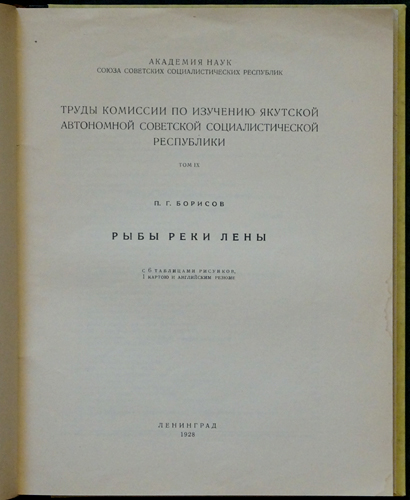 АКАДЕМИЯ НАУК
СОЮЗА СОВЕТСКИХ СОЦИАЛИСТИЧЕСКИХ РЕСПУБЛИК
ТРУДЫ КОМИССИИ ПО ИЗУЧЕНИЮ ЯКУТСКОЙ
АВТОНОМНОЙ СОВЕТСКОЙ СОЦИАЛИСТИЧЕСКОЙ
РЕСПУБЛИКИ
ТОМ IX
П. Г. БОРИСОВ
РЫБЫ РЕКИ ЛЕНЫ
С 6 ТАБЛИЦАМИ РИСУНКОВ,
1 КАРТОЮ И АНГЛИЙСКИМ РЕЗЮМЕ
ЛЕНИНГРАД
1928